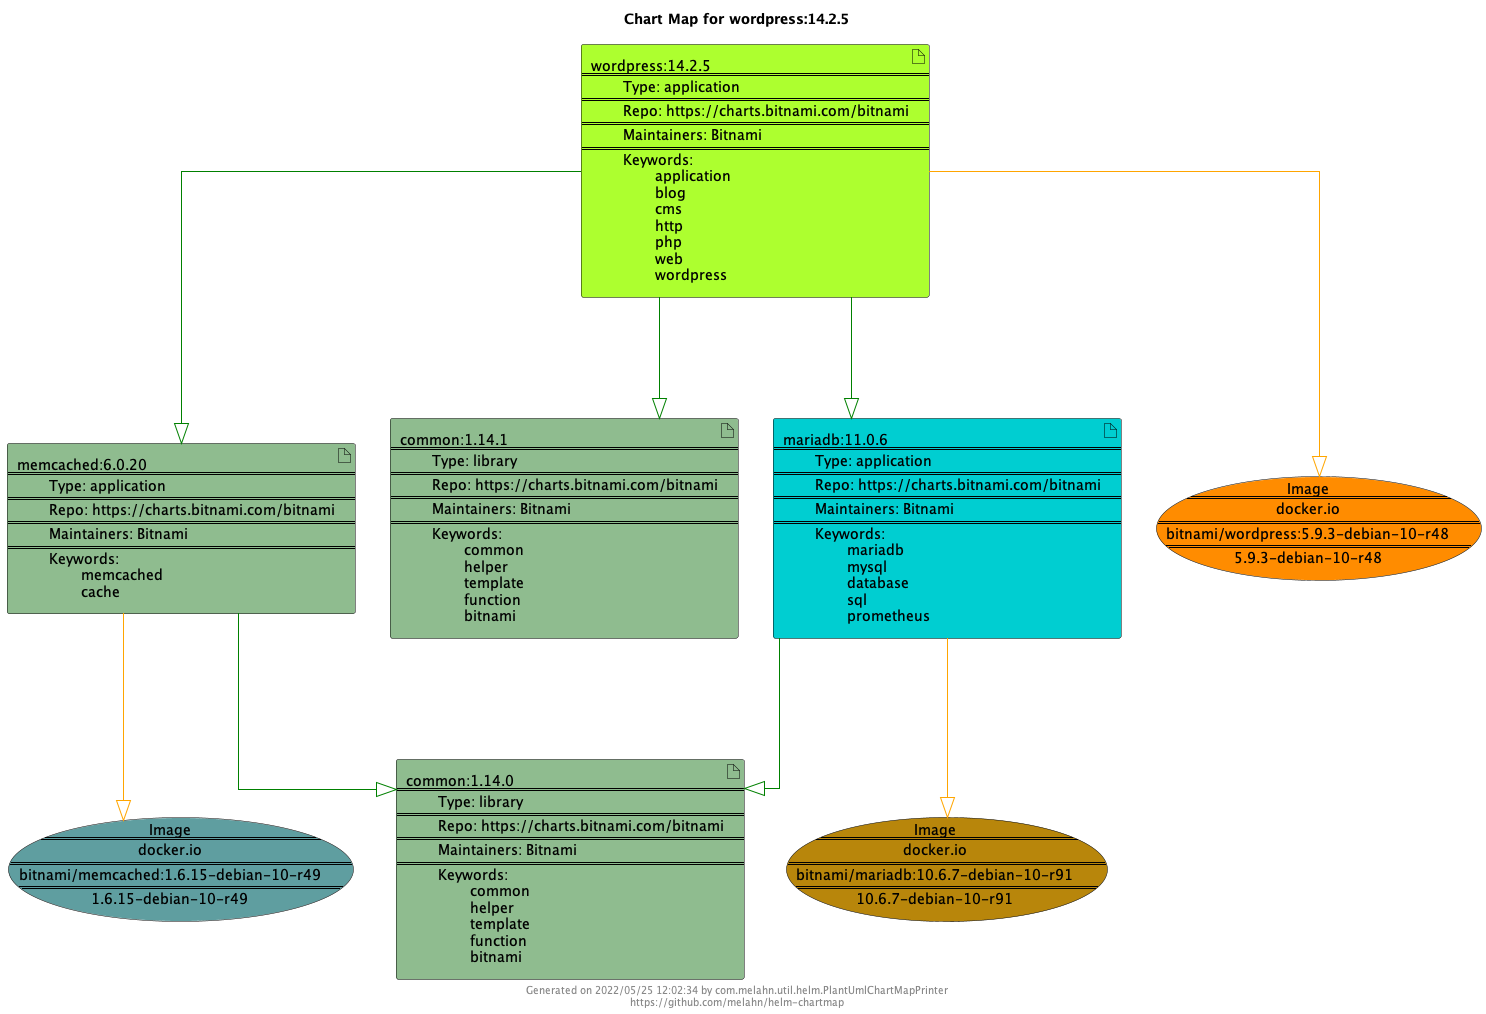 Chart Map for wordpress:14.2.5
wordpress:14.2.5
Type: application
Repo: https://charts.bitnami.com/bitnami
Maintainers: Bitnami
Keywords:
application
blog
cms
http
php
web
wordpress
memcached:6.0.20
Type: application
Repo: https://charts.bitnami.com/bitnami
Maintainers: Bitnami
Keywords:
memcached
cache
common:1.14.1
Type: library
Repo: https://charts.bitnami.com/bitnami
Maintainers: Bitnami
Keywords:
common
helper
template
function
bitnami
mariadb:11.0.6
Type: application
Repo: https://charts.bitnami.com/bitnami
Maintainers: Bitnami
Keywords:
mariadb
mysql
database
sql
prometheus
Image
docker.io
bitnami/wordpress:5.9.3-debian-10-r48
5.9.3-debian-10-r48
Image
docker.io
bitnami/memcached:1.6.15-debian-10-r49
1.6.15-debian-10-r49
common:1.14.0
Type: library
Repo: https://charts.bitnami.com/bitnami
Maintainers: Bitnami
Keywords:
common
helper
template
function
bitnami
Image
docker.io
bitnami/mariadb:10.6.7-debian-10-r91
10.6.7-debian-10-r91
Generated on 2022/05/25 12:02:34 by com.melahn.util.helm.PlantUmlChartMapPrinter
https://github.com/melahn/helm-chartmap